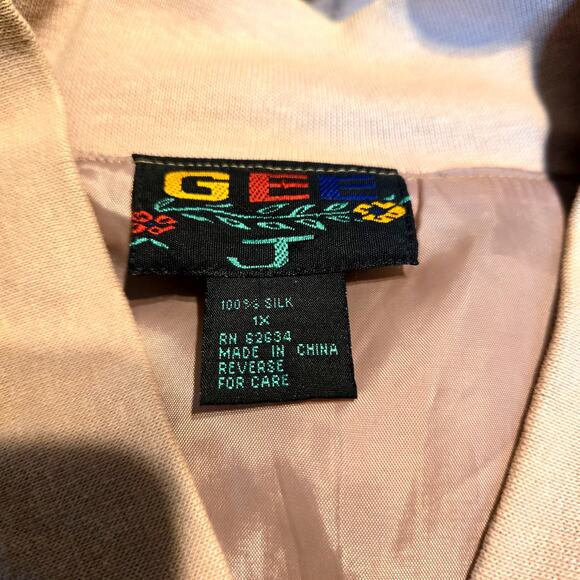 GEE
J
100% SILK
1X
RN 62634
MADE IN CHINA
REVERSE
FOR CARE